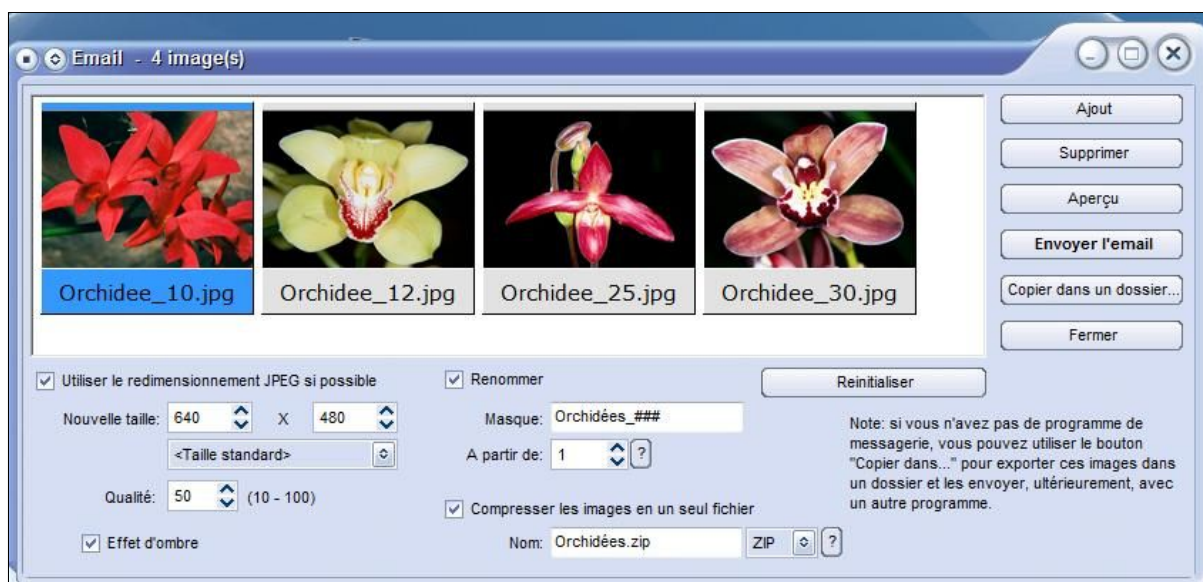 Email - 4 image(s)
Orchidee_10.jpg
Orchidee_12.jpg
Orchidee_25.jpg
Orchidee_30.jpg
Ajout
Supprimer
Aperçu
Envoyer l'email
Copier dans un dossier...
Fermer
Utiliser le redimensionnement JPEG si possible
Nouvelle taille: 640 X 480
<Taille standard>
Qualité: 50 (10 - 100)
Effet d'ombre
Renommer
Masque: Orchidées_###
A partir de: 1 ?
Compresser les images en un seul fichier
Nom: Orchidées.zip ZIP ?
Reinitialiser
Note: si vous n'avez pas de programme de
messagerie, vous pouvez utiliser le bouton
"Copier dans..." pour exporter ces images dans
un dossier et les envoyer, ultérieurement, avec
un autre programme.